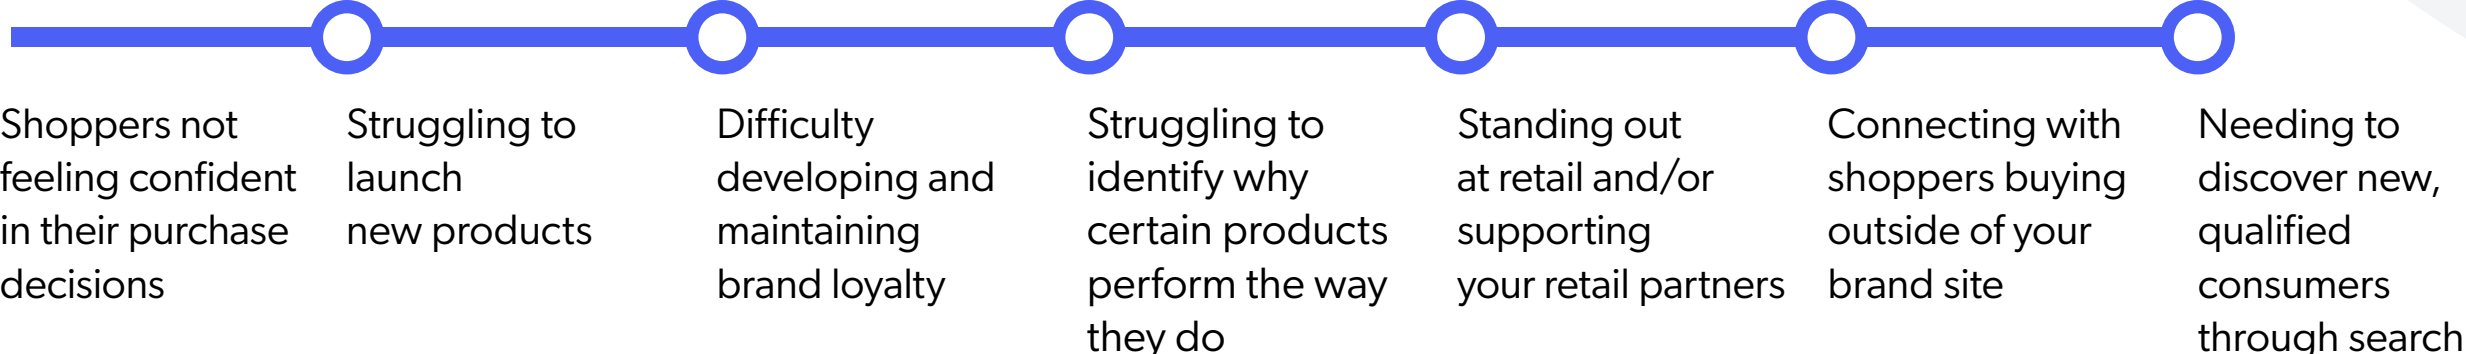 Shoppers not
feeling confident
in their purchase
decisions
Struggling to
launch
new products
Difficulty
developing and
maintaining
brand loyalty
Struggling to
identify why
certain products
perform the way
they do
Standing out
at retail and/or
supporting
your retail partners
Connecting with
shoppers buying
outside of your
brand site
Needing to
discover new,
qualified
consumers
through search